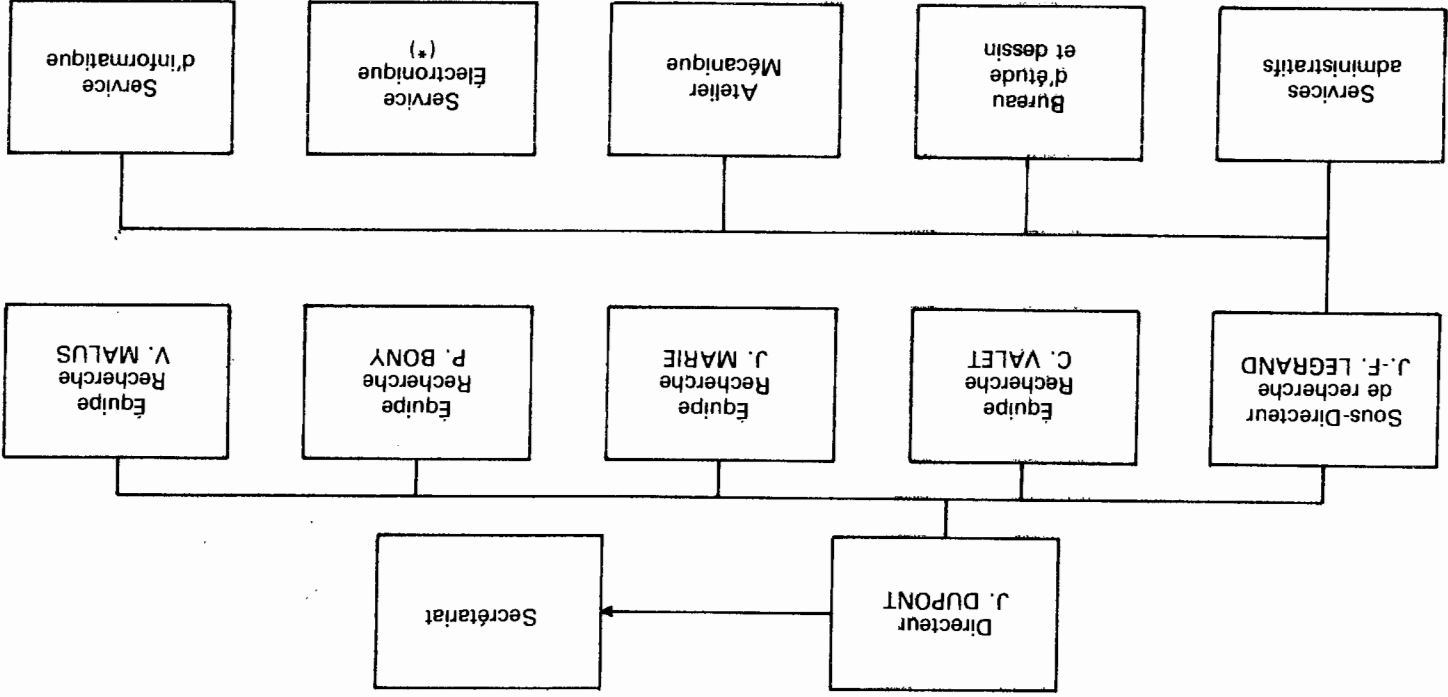 Directeur
J. DUPONT
Secrétariat
Sous-Directeur
de recherche
J.-F. LEGRAND
Équipe
Recherche
C. VALET
Équipe
Recherche
J. MARIE
Équipe
Recherche
P. BONY
Équipe
Recherche
V. MALUS
Services
administratifs
Bureau
d'étude
et dessin
Atelier
Mécanique
Service
Électronique
(*)
Service
d'informatique